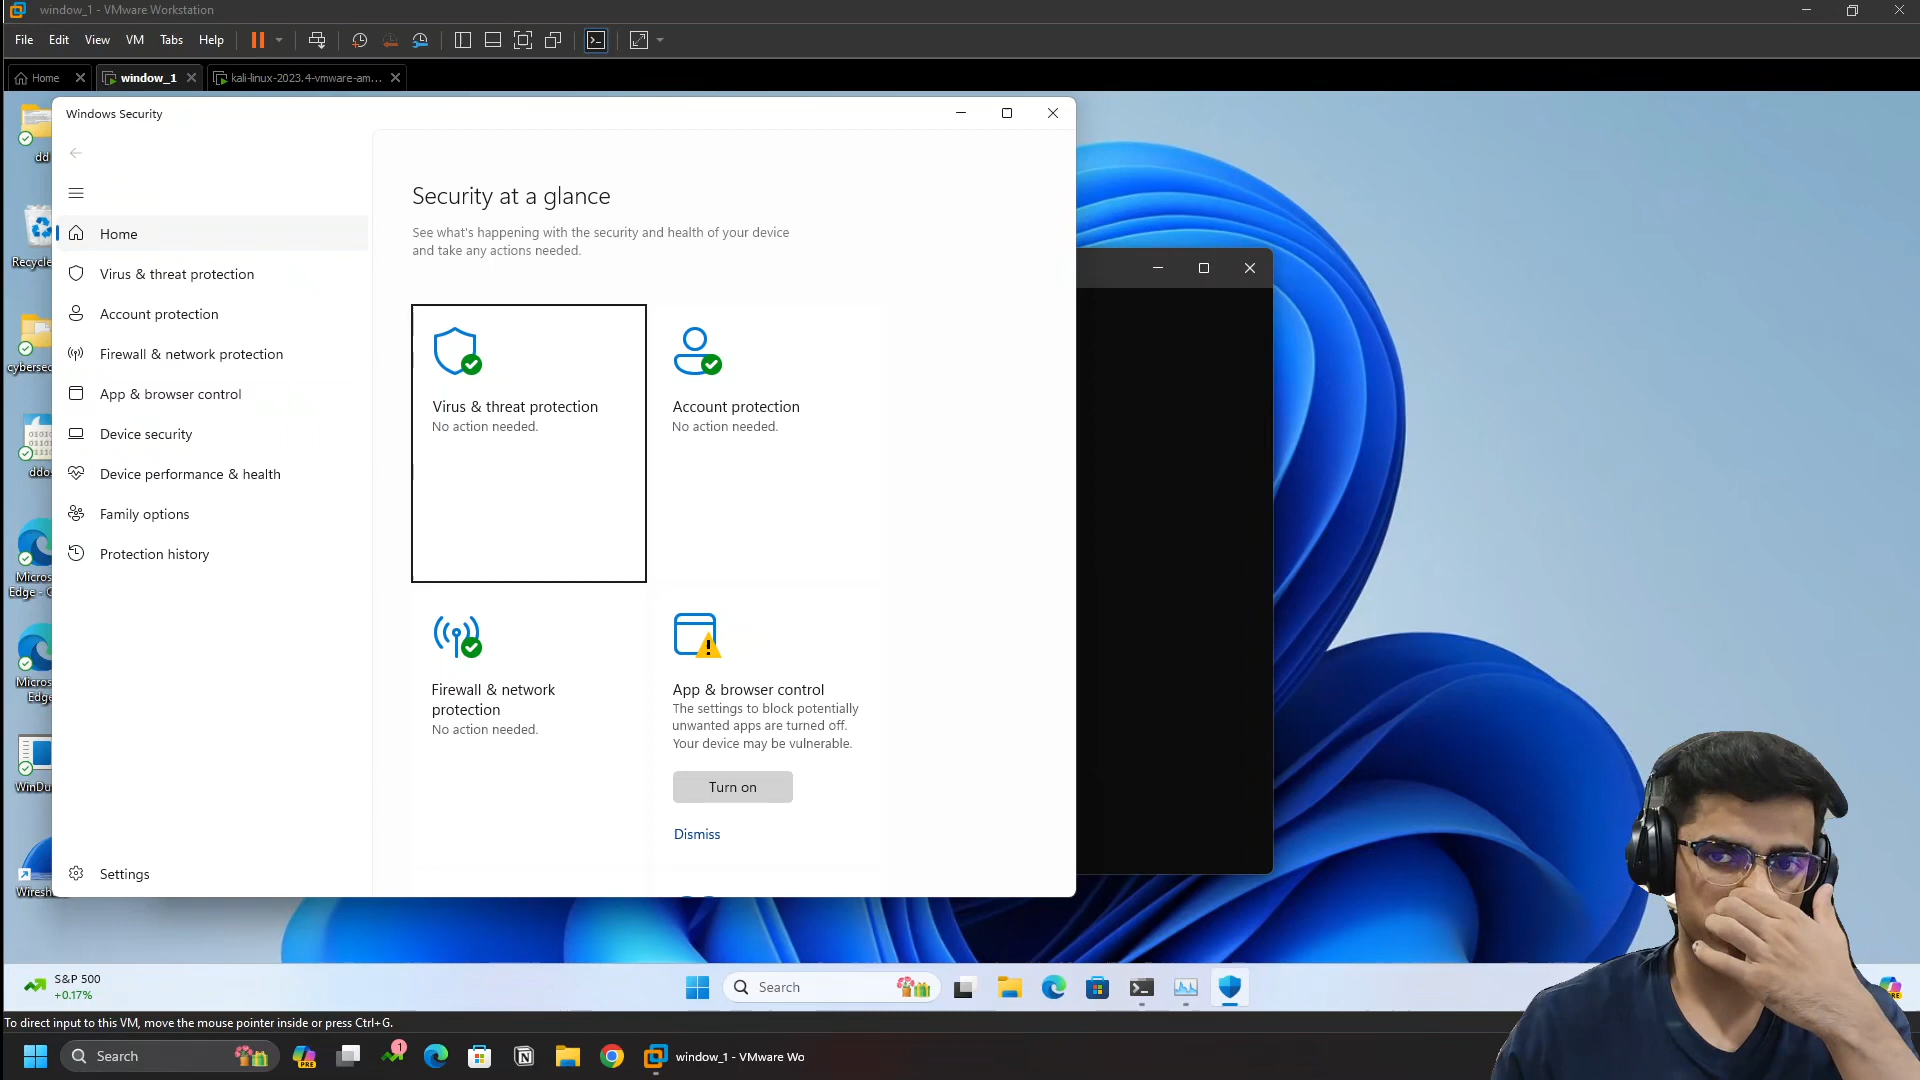 window_1 - VMware Workstation
File Edit View VM Tabs Help
Home window_1 kali-linux-2023.4-vmware-am...
Windows Security
dd
Home
Virus & threat protection
Account protection
Firewall & network protection
App & browser control
Device security
Device performance & health
Family options
Protection history
Settings
Security at a glance
See what's happening with the security and health of your device
and take any actions needed.
Virus & threat protection
No action needed.
Account protection
No action needed.
Firewall & network
protection
No action needed.
App & browser control
The settings to block potentially
unwanted apps are turned off.
Your device may be vulnerable.
Turn on
Dismiss
Recycle
cybersec
ddos
Micros
Edge - G
Micros
Edge
WinDu
Wiresh
S&P 500
+0.17%
Search
To direct input to this VM, move the mouse pointer inside or press Ctrl+G.
Search
PRE
1
window_1 - VMware Wo